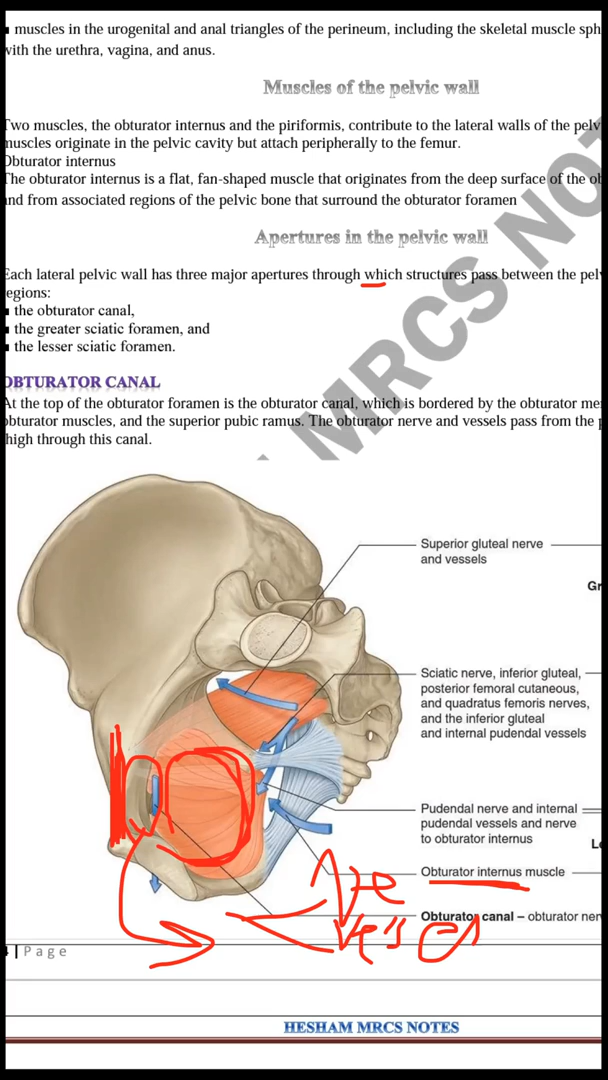 muscles in the urogenital and anal triangles of the perineum, including the skeletal muscle sph
with the urethra, vagina, and anus.
Muscles of the pelvic wall
Two muscles, the obturator internus and the piriformis, contribute to the lateral walls of the pelv
muscles originate in the pelvic cavity but attach peripherally to the femur.
Obturator internus
The obturator internus is a flat, fan-shaped muscle that originates from the deep surface of the ob
and from associated regions of the pelvic bone that surround the obturator foramen
Apertures in the pelvic wall
Each lateral pelvic wall has three major apertures through which structures pass between the pel
egions:
▪ the obturator canal,
▪ the greater sciatic foramen, and
▪ the lesser sciatic foramen.
OBTURATOR CANAL
At the top of the obturator foramen is the obturator canal, which is bordered by the obturator me
obturator muscles, and the superior pubic ramus. The obturator nerve and vessels pass from the p
high through this canal.
MRCS NOT
Superior gluteal nerve
and vessels
Gr
Sciatic nerve, inferior gluteal,
posterior femoral cutaneous,
and quadratus femoris nerves,
and the inferior gluteal
and internal pudendal vessels
Pudendal nerve and internal
pudendal vessels and nerve
to obturator internus
L
Obturator internus muscle
Obturator canal – obturator ner
| Page
HESHAM MRCS NOTES